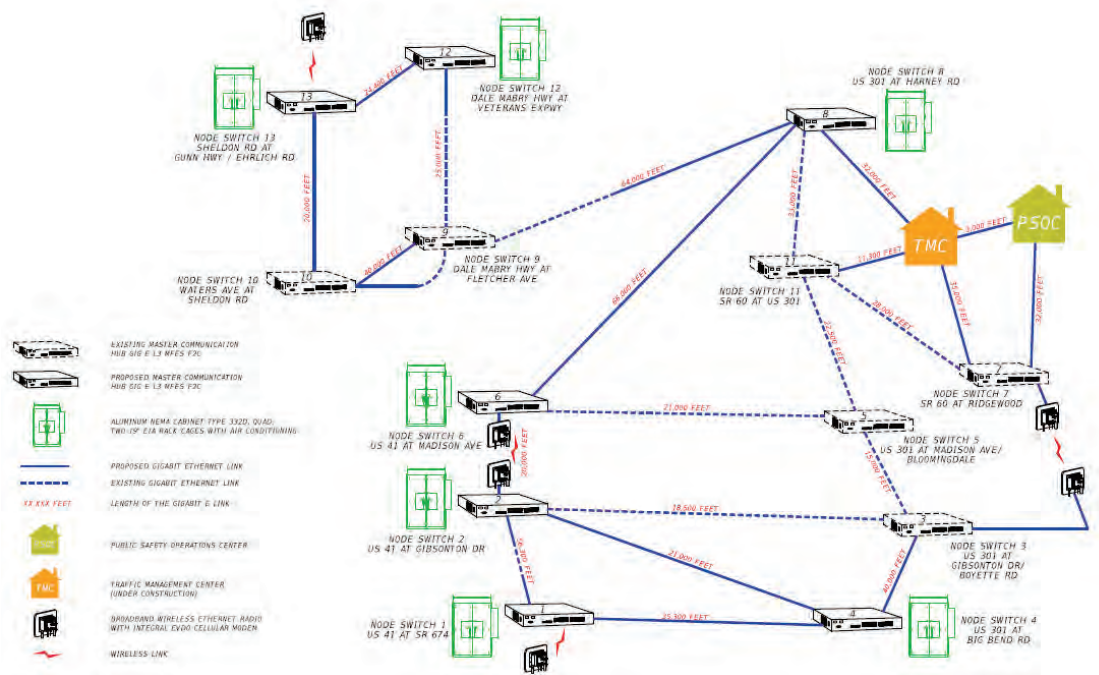 12
NODE SWITCH 12
DALE MABRY HWY AT
VETERANS EXPWY
13
NODE SWITCH 13
SHELDON RD AT
GUNN HWY / EHRLICH RD
25,000 FEET
20,000 FEET
9
NODE SWITCH 9
DALE MABRY HWY AT
FLETCHER AVE
40,000 FEET
10
NODE SWITCH 10
WATERS AVE AT
SHELDON RD
64,000 FEET
8
NODE SWITCH 8
US 301 AT HARNEY RD
32,000 FEET
33,000 FEET
66,000 FEET
TMC
PSOC
3,000 FEET
11,300 FEET
11
NODE SWITCH 11
SR 60 AT US 301
28,000 FEET
35,000 FEET
32,000 FEET
22,500 FEET
7
NODE SWITCH 7
SR 60 AT RIDGEWOOD
6
NODE SWITCH 6
US 41 AT MADISON AVE
21,000 FEET
5
NODE SWITCH 5
US 301 AT MADISON AVE/
BLOOMINGDALE
20,000 FEET
15,000 FEET
2
NODE SWITCH 2
US 41 AT GIBSONTON DR
18,500 FEET
3
NODE SWITCH 3
US 301 AT
GIBSONTON DR/
BOYETTE RD
21,000 FEET
40,000 FEET
1
NODE SWITCH 1
US 41 AT SR 674
25,300 FEET
4
NODE SWITCH 4
US 301 AT
BIG BEND RD
EXISTING MASTER COMMUNICATION
HUB GIG E L3 MFES F2C
PROPOSED MASTER COMMUNICATION
HUB GIG E L3 MFES F2C
ALUMINUM NEMA CABINET TYPE 332D, QUAD,
TWO-19" EIA RACK CAGES WITH AIR CONDITIONING
PROPOSED GIGABIT ETHERNET LINK
EXISTING GIGABIT ETHERNET LINK
XX,XXX FEET
LENGTH OF THE GIGABIT E LINK
PSOC
PUBLIC SAFETY OPERATIONS CENTER
TMC
TRAFFIC MANAGEMENT CENTER
(UNDER CONSTRUCTION)
BROADBAND WIRELESS ETHERNET RADIO
WITH INTEGRAL EVDO CELLULAR MODEM
WIRELESS LINK